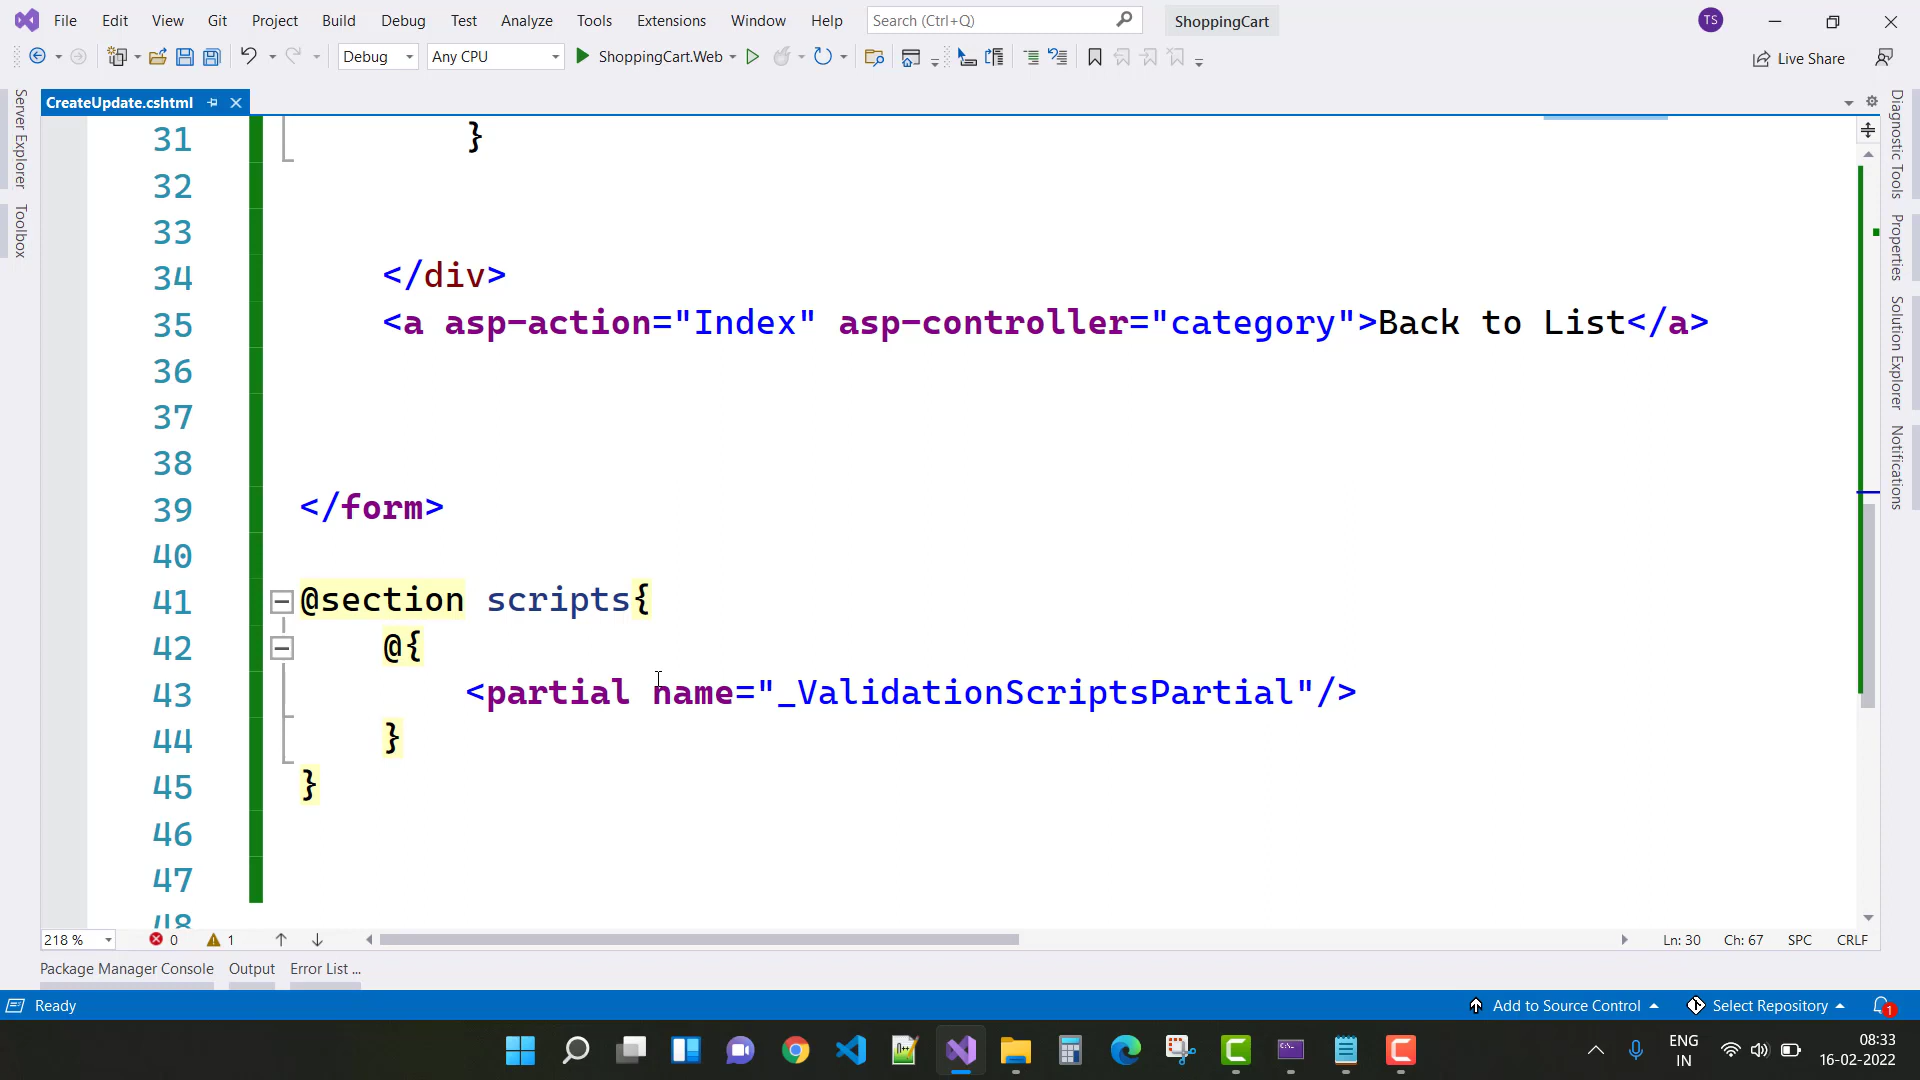 File Edit View Git Project Build Debug Test Analyze Tools Extensions Window Help Search (Ctrl+Q) ShoppingCart TS
Debug Any CPU ShoppingCart.Web Live Share
Server Explorer
Toolbox
CreateUpdate.cshtml
31 }
32
33
34 </div>
35 <a asp-action="Index" asp-controller="category">Back to List</a>
36
37
38
39 </form>
40
41 @section scripts{
42 @{
43 <partial name="_ValidationScriptsPartial"/>
44 }
45 }
46
47
48
Diagnostic Tools
Properties
Solution Explorer
Notifications
218 % 0 1 Ln: 30 Ch: 67 SPC CRLF
Package Manager Console Output Error List ...
Ready Add to Source Control Select Repository 1
ENG
IN
08:33
16-02-2022